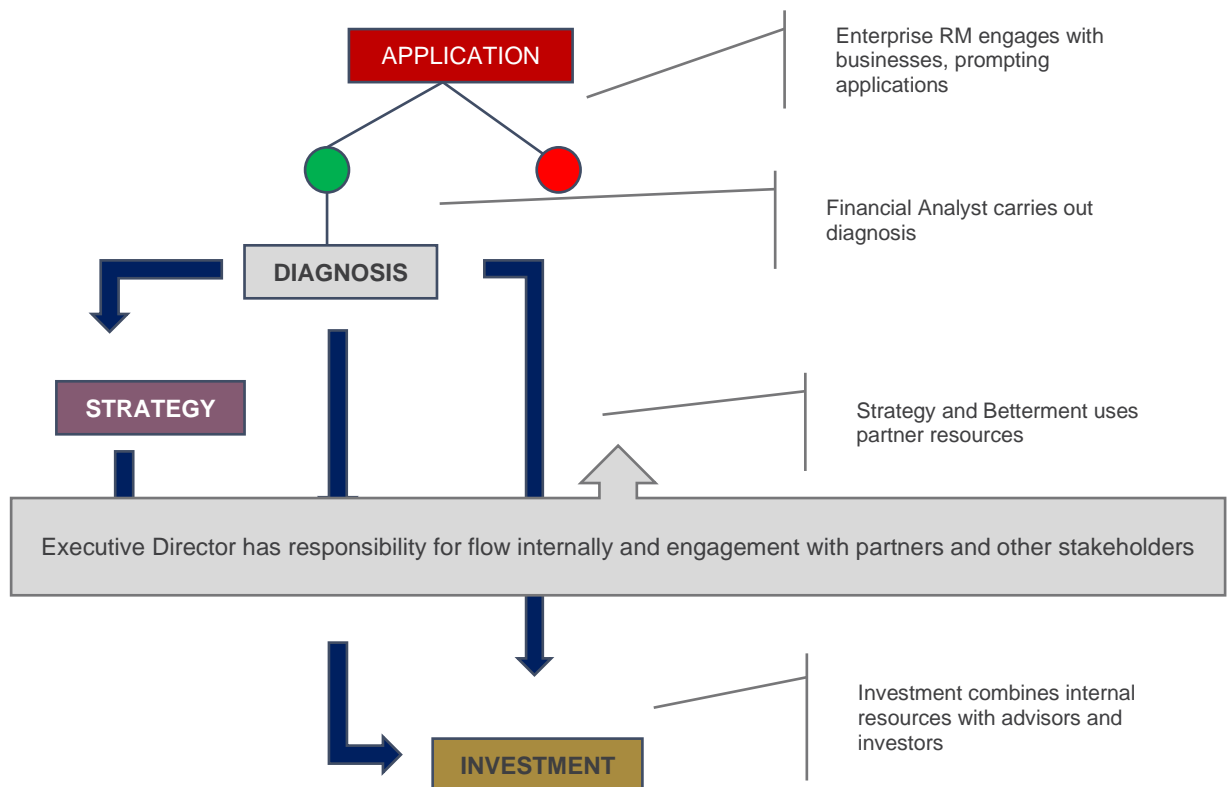 APPLICATION
Enterprise RM engages with
businesses, prompting
applications
Financial Analyst carries out
diagnosis
DIAGNOSIS
STRATEGY
Strategy and Betterment uses
partner resources
Executive Director has responsibility for flow internally and engagement with partners and other stakeholders
Investment combines internal
resources with advisors and
investors
INVESTMENT